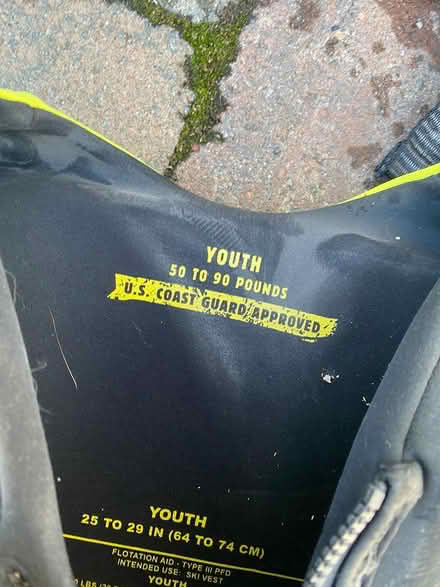 YOUTH
50 TO 90 POUNDS
U.S. COAST GUARD APPROVED
YOUTH
25 TO 29 IN (64 TO 74 CM)
FLOTATION AID - TYPE III PFD
INTENDED USE: SKI VEST
YOUTH
LBS